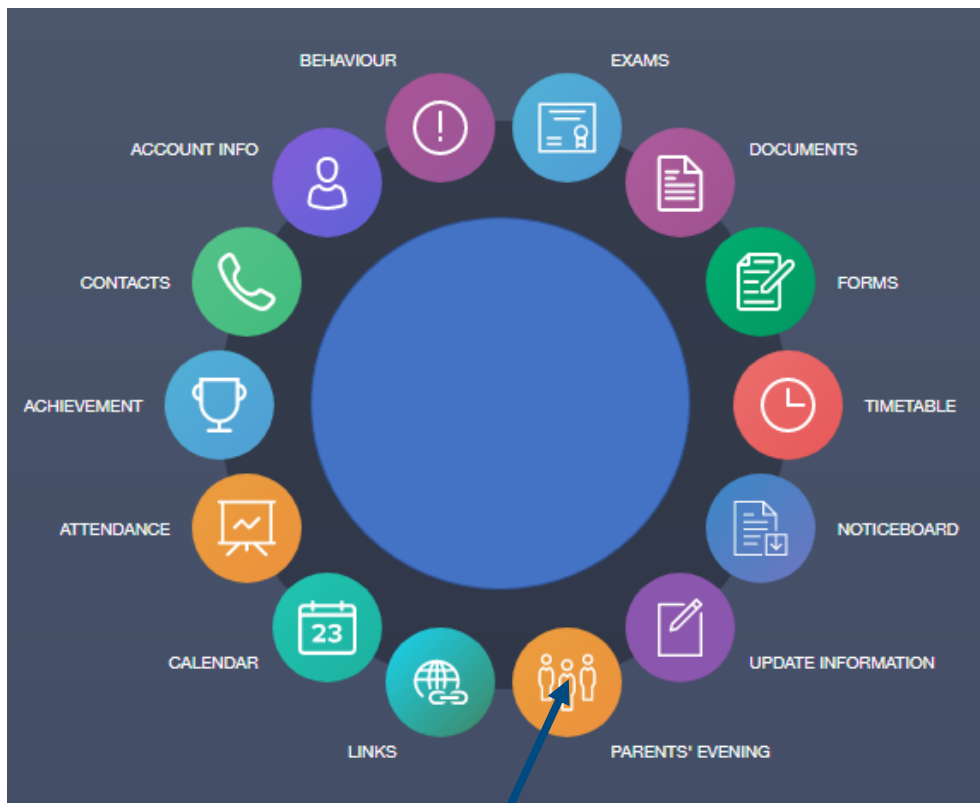 BEHAVIOUR
EXAMS
ACCOUNT INFO
DOCUMENTS
CONTACTS
FORMS
ACHIEVEMENT
TIMETABLE
ATTENDANCE
NOTICEBOARD
23
CALENDAR
UPDATE INFORMATION
LINKS
PARENTS' EVENING